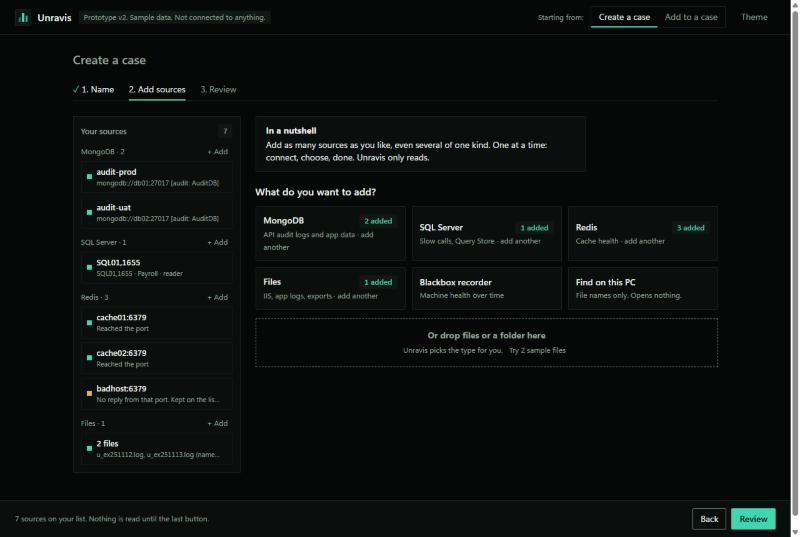 Unravis
Prototype v2. Sample data. Not connected to anything.
Starting from:
Create a case
Add to a case
Theme
Create a case
✓ 1. Name
2. Add sources
3. Review
Your sources
7
MongoDB · 2
+ Add
audit-prod
mongodb://db01:27017 [audit: AuditDB]
audit-uat
mongodb://db02:27017 [audit: AuditDB]
SQL Server · 1
+ Add
SQL01,1655
SQL01,1655 · Payroll · reader
Redis · 3
+ Add
cache01:6379
Reached the port
cache02:6379
Reached the port
badhost:6379
No reply from that port. Kept on the lis...
Files · 1
+ Add
2 files
u_ex251112.log, u_ex251113.log (name...
In a nutshell
Add as many sources as you like, even several of one kind. One at a time:
connect, choose, done. Unravis only reads.
What do you want to add?
MongoDB
2 added
API audit logs and app data · add
another
SQL Server
1 added
Slow calls, Query Store · add another
Redis
3 added
Cache health · add another
Files
1 added
IIS, app logs, exports · add another
Blackbox recorder
Machine health over time
Find on this PC
File names only. Opens nothing.
Or drop files or a folder here
Unravis picks the type for you. Try 2 sample files
7 sources on your list. Nothing is read until the last button.
Back
Review